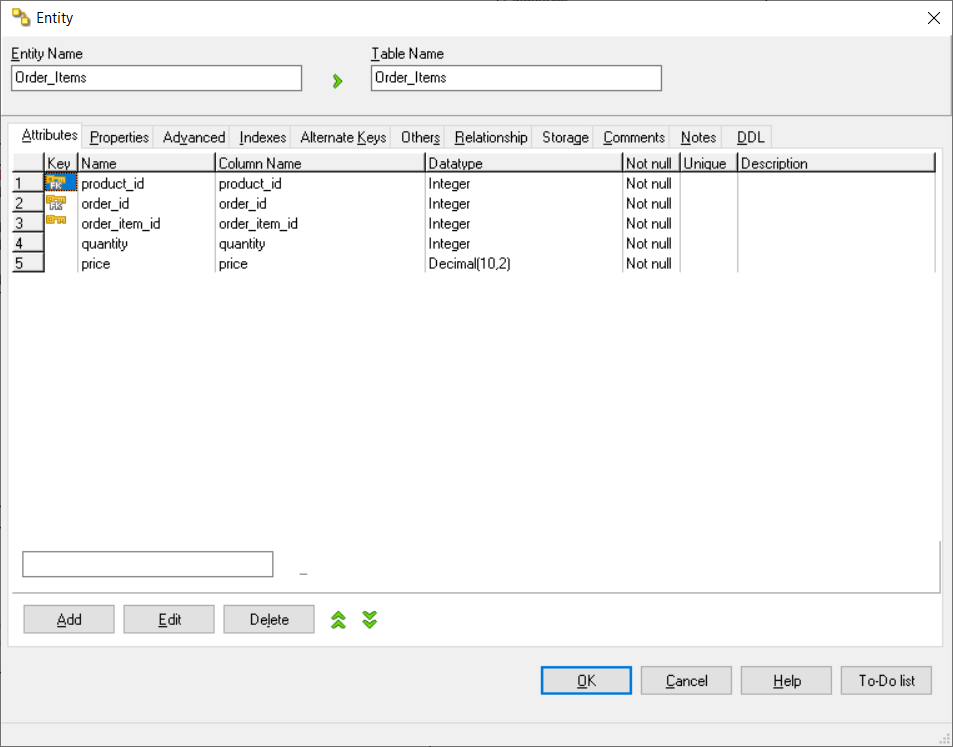 Entity
Entity Name
Table Name
Order_Items
Order_Items
Attributes Properties Advanced Indexes Alternate Keys Others Relationship Storage Comments Notes DDL
Key Name Column Name Datatype Not null Unique Description
1 FK product_id product_id Integer Not null
2 FK order_id order_id Integer Not null
3 order_item_id order_item_id Integer Not null
4 quantity quantity Integer Not null
5 price price Decimal(10,2) Not null
_
Add Edit Delete
OK Cancel Help To-Do list